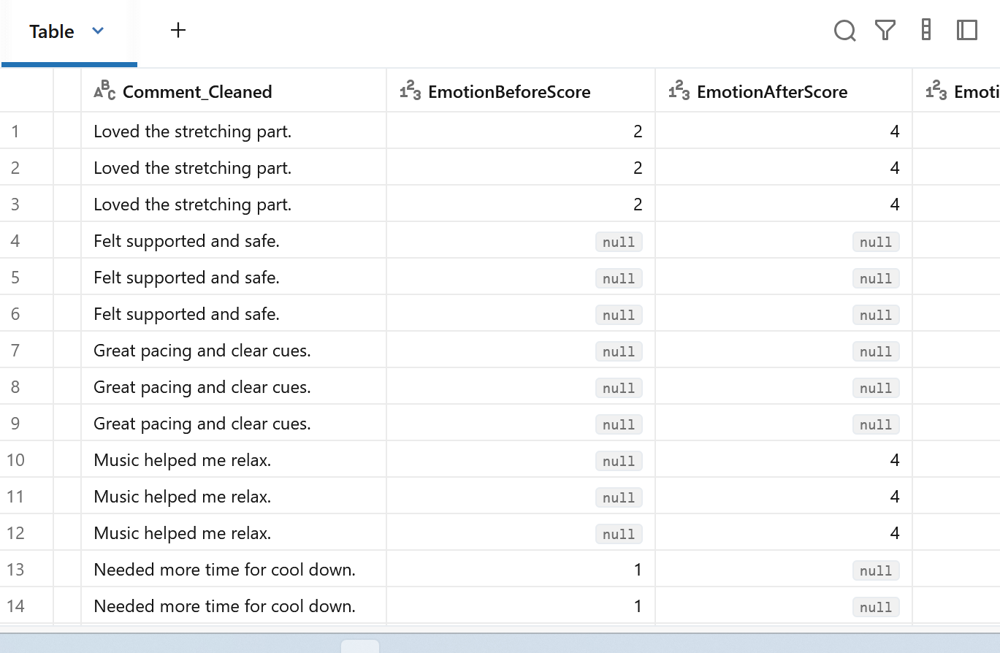 Table
ABC Comment_Cleaned 123 EmotionBeforeScore 123 EmotionAfterScore 123 Emoti
1 Loved the stretching part. 2 4
2 Loved the stretching part. 2 4
3 Loved the stretching part. 2 4
4 Felt supported and safe. null null
5 Felt supported and safe. null null
6 Felt supported and safe. null null
7 Great pacing and clear cues. null null
8 Great pacing and clear cues. null null
9 Great pacing and clear cues. null null
10 Music helped me relax. null 4
11 Music helped me relax. null 4
12 Music helped me relax. null 4
13 Needed more time for cool down. 1 null
14 Needed more time for cool down. 1 null